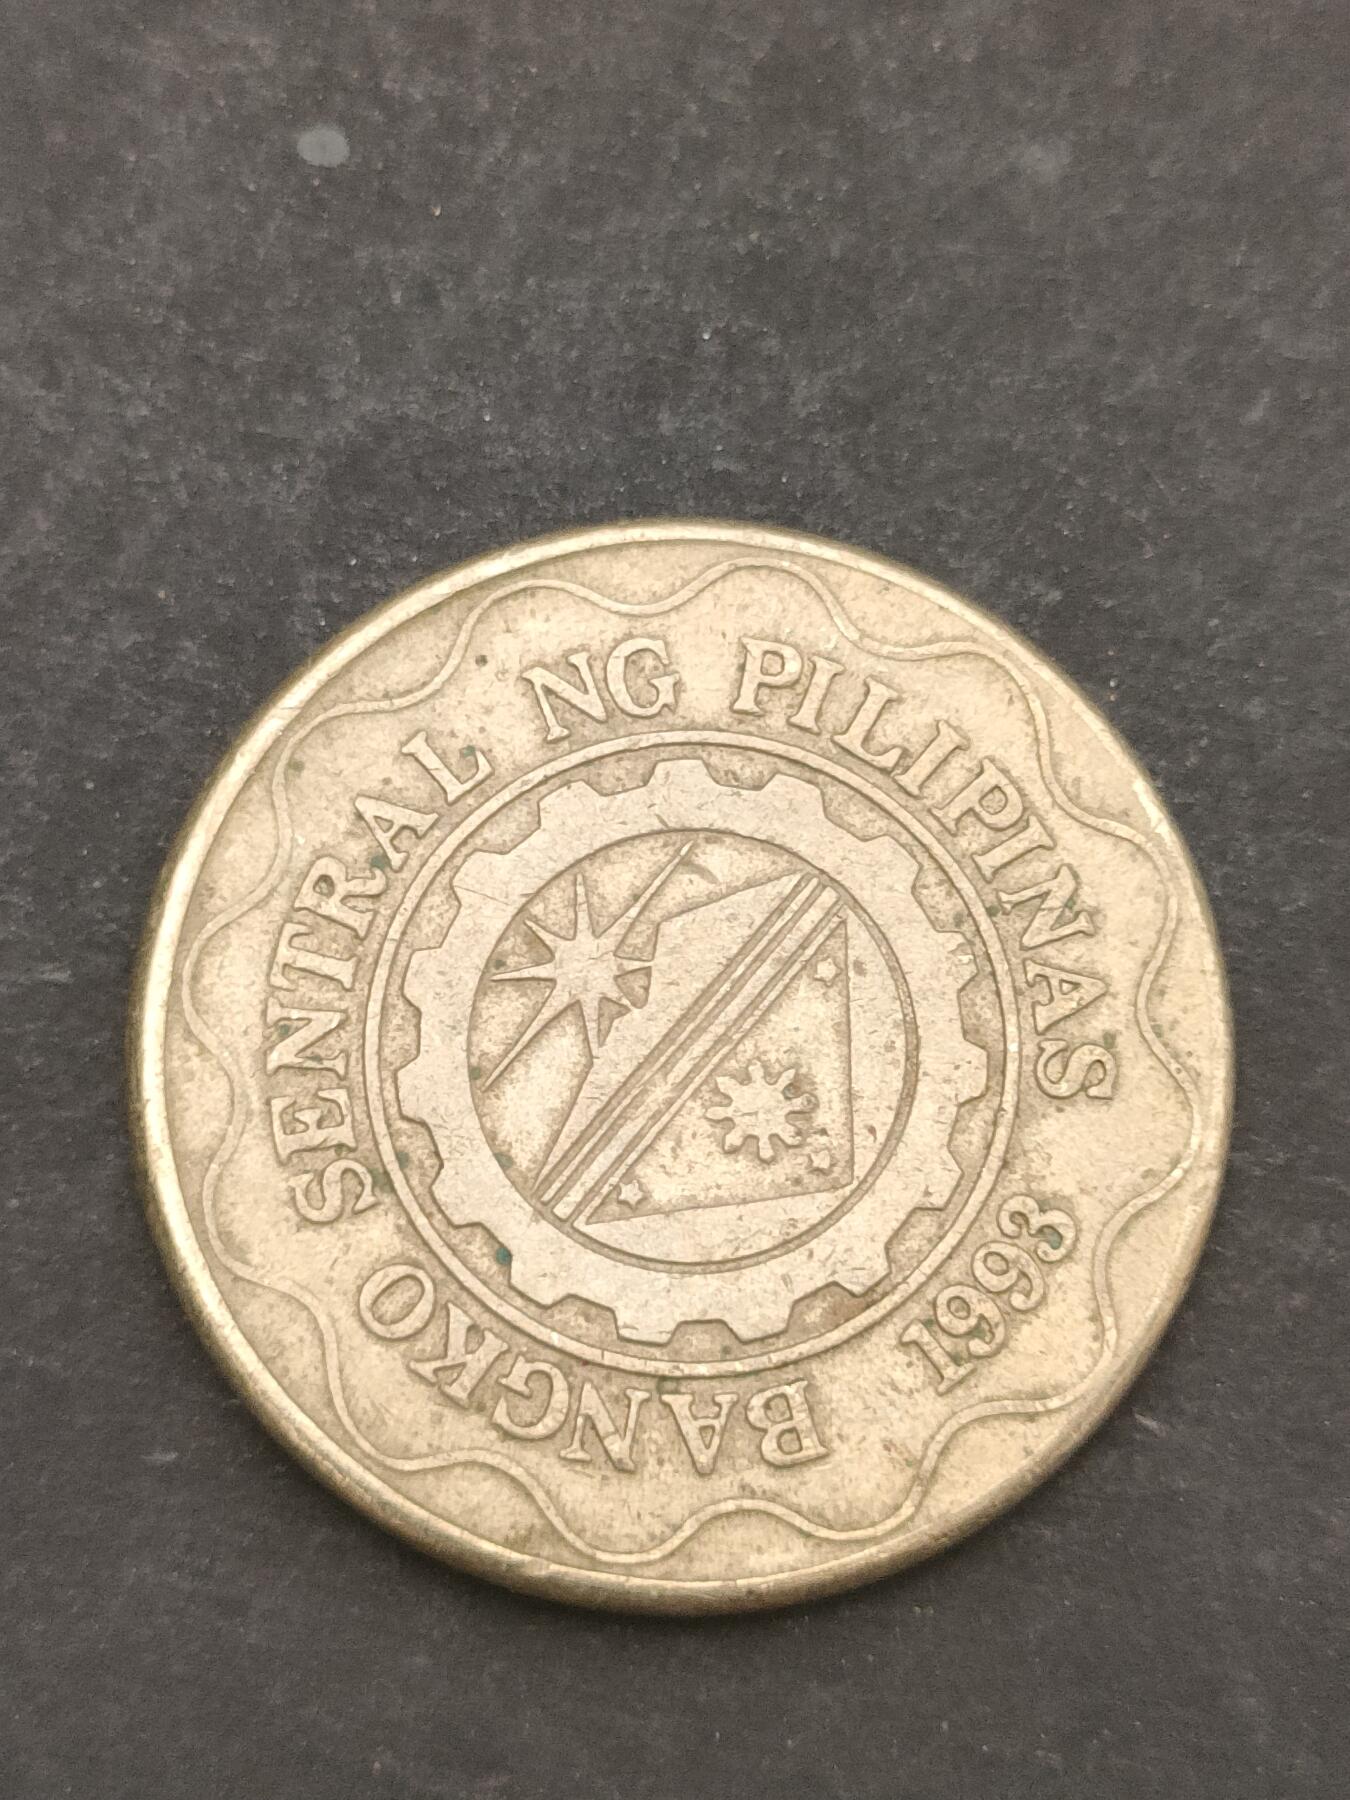 BANGKO SENTRAL NG PILIPINAS
1993